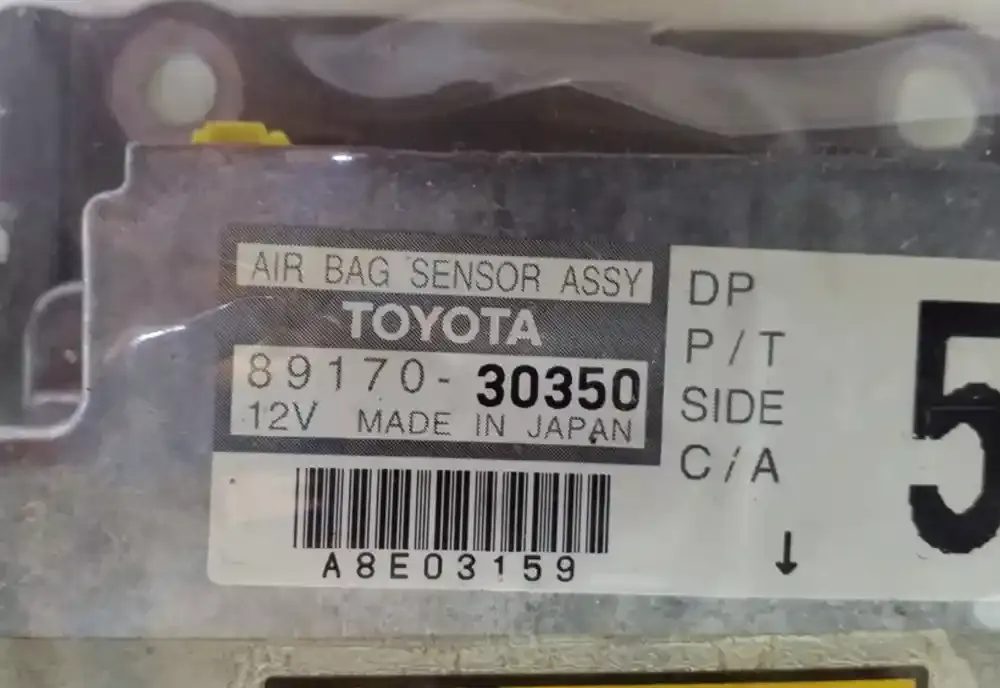 AIR BAG SENSOR ASSY
TOYOTA
89170-30350
12V MADE IN JAPAN
A8E03159
DP
P/T
SIDE
C/A
↓
5